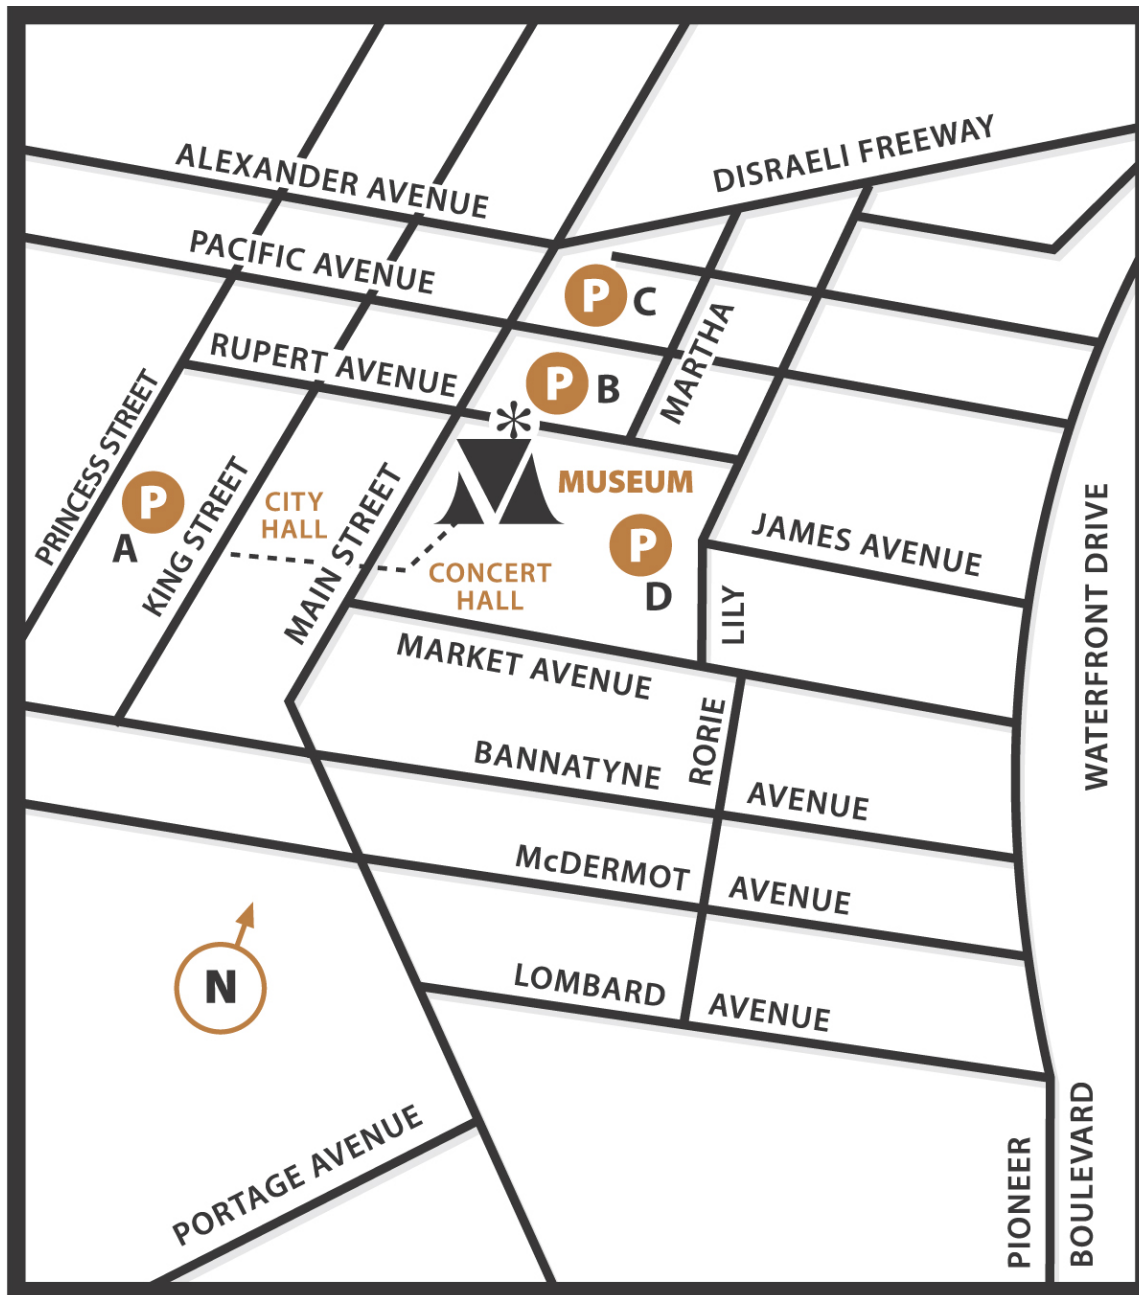 ALEXANDER AVENUE
DISRAELI FREEWAY
PACIFIC AVENUE
P C
RUPERT AVENUE
P B
MARTHA
*
PRINCESS STREET
MUSEUM
P
A
KING STREET
CITY
HALL
MAIN STREET
P
D
JAMES AVENUE
CONCERT
HALL
LILY
WATERFRONT DRIVE
MARKET AVENUE
RORIE
BANNATYNE AVENUE
McDERMOT AVENUE
N
LOMBARD AVENUE
PORTAGE AVENUE
PIONEER
BOULEVARD